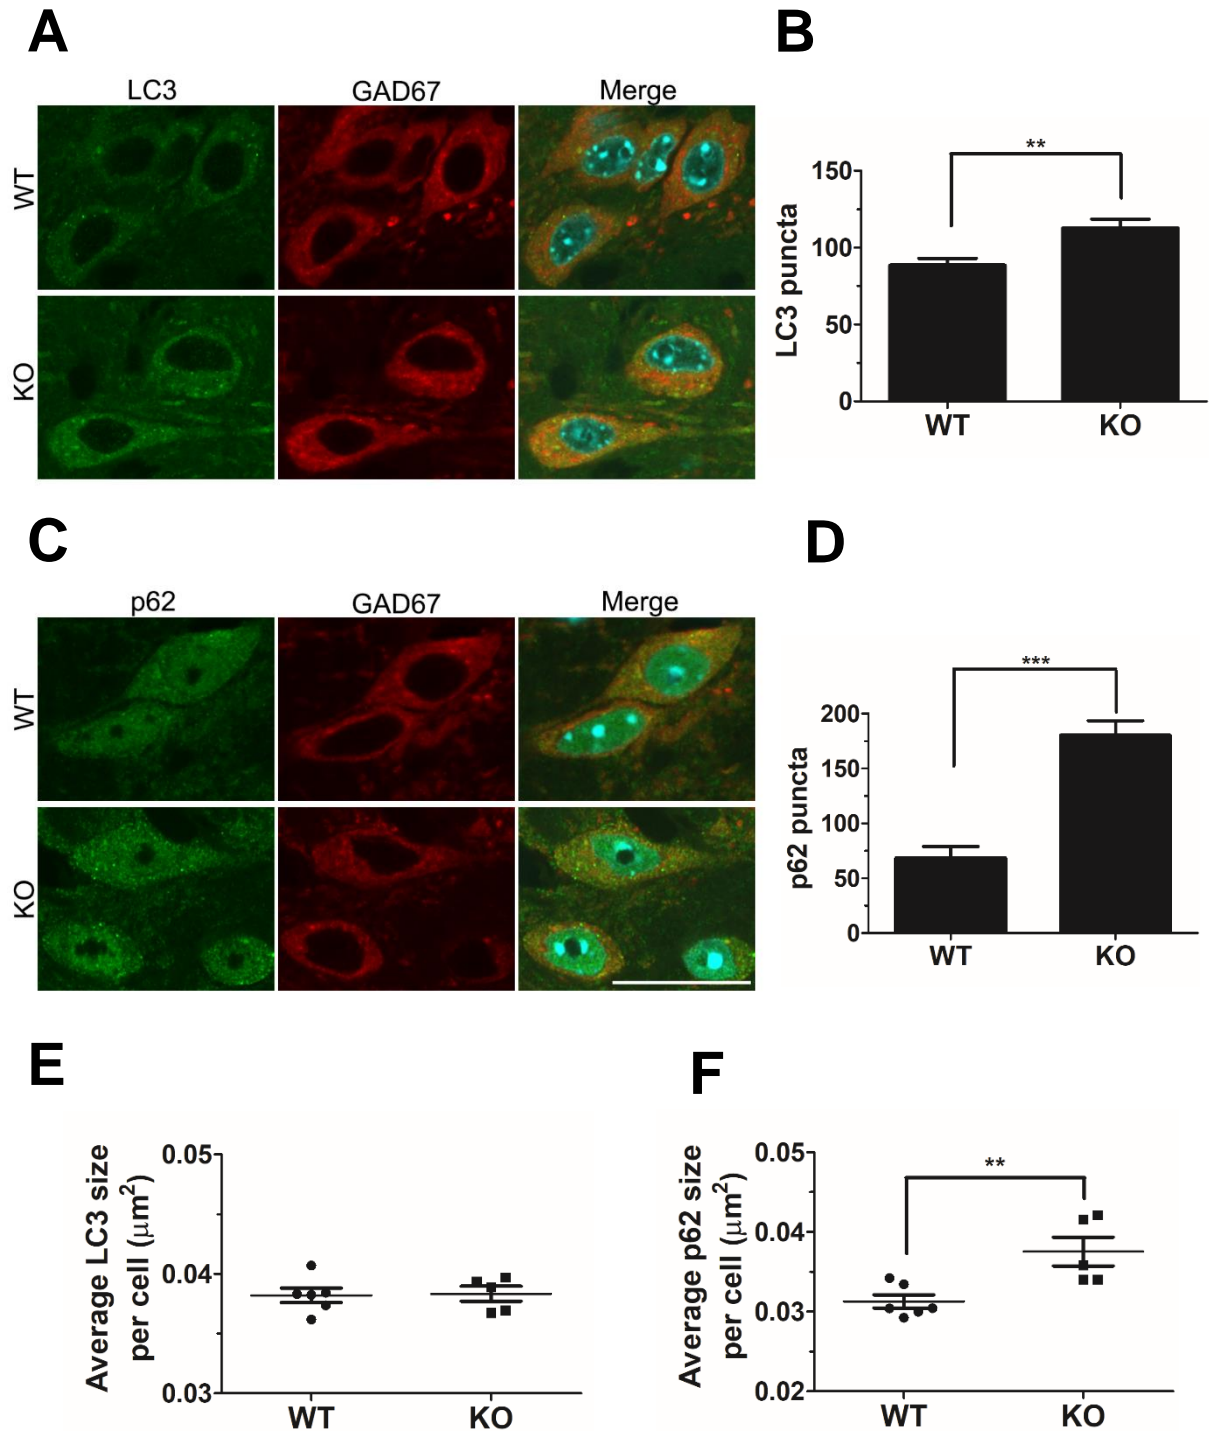 A
LC3 GAD67 Merge
WT
KO
B
**
LC3 puncta
150
100
50
0
WT KO
C
p62 GAD67 Merge
WT
KO
D
***
p62 puncta
200
150
100
50
0
WT KO
E
Average LC3 size
per cell (μm²)
0.05
0.04
0.03
WT KO
F
**
Average p62 size
per cell (μm²)
0.05
0.04
0.03
0.02
WT KO